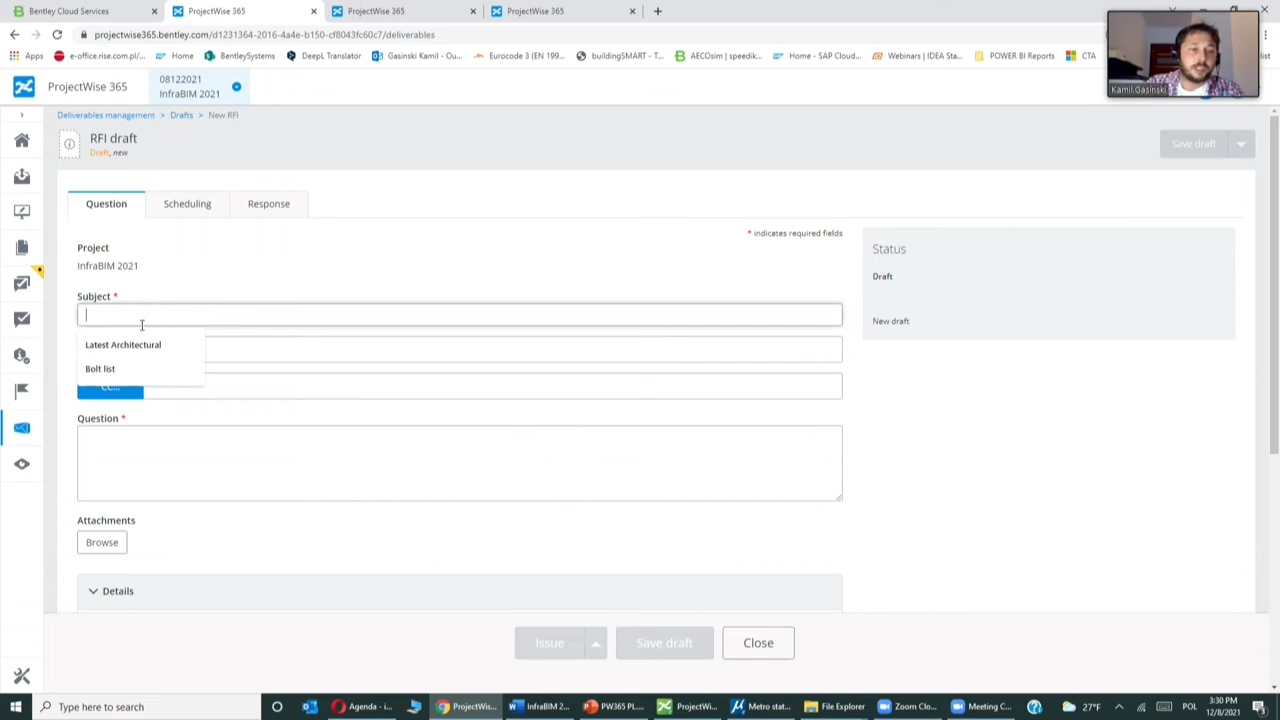 Bentley Cloud Services
ProjectWise 365
ProjectWise 365
ProjectWise 365
projectwise365.bentley.com/d1231364-2016-4a4e-b150-cf8043fc60c7/deliverables
Apps
e-office.rise.com.pl/...
Home
BentleySystems
DeepL Translator
Gasinski Kamil - Ou...
Eurocode 3 (EN 199...
buildingSMART - T...
AECOsim | speedik...
Home - SAP Cloud...
Webinars | IDEA Sta...
POWER BI Reports
CTA
list
Kamil.Gasinski
ProjectWise 365
08122021
InfraBIM 2021
Deliverables management > Drafts > New RFI
RFI draft
Draft, new
Save draft
Question
Scheduling
Response
* indicates required fields
Project
InfraBIM 2021
Status
Draft
New draft
Subject *
Latest Architectural
Bolt list
CC...
Question *
Attachments
Browse
Details
Issue
Save draft
Close
Type here to search
Agenda - i...
ProjectWis...
InfraBIM 2...
PW365 PL...
ProjectWi...
Metro stat...
File Explorer
Zoom Clo...
Meeting C...
27°F
POL
3:30 PM
12/8/2021
3